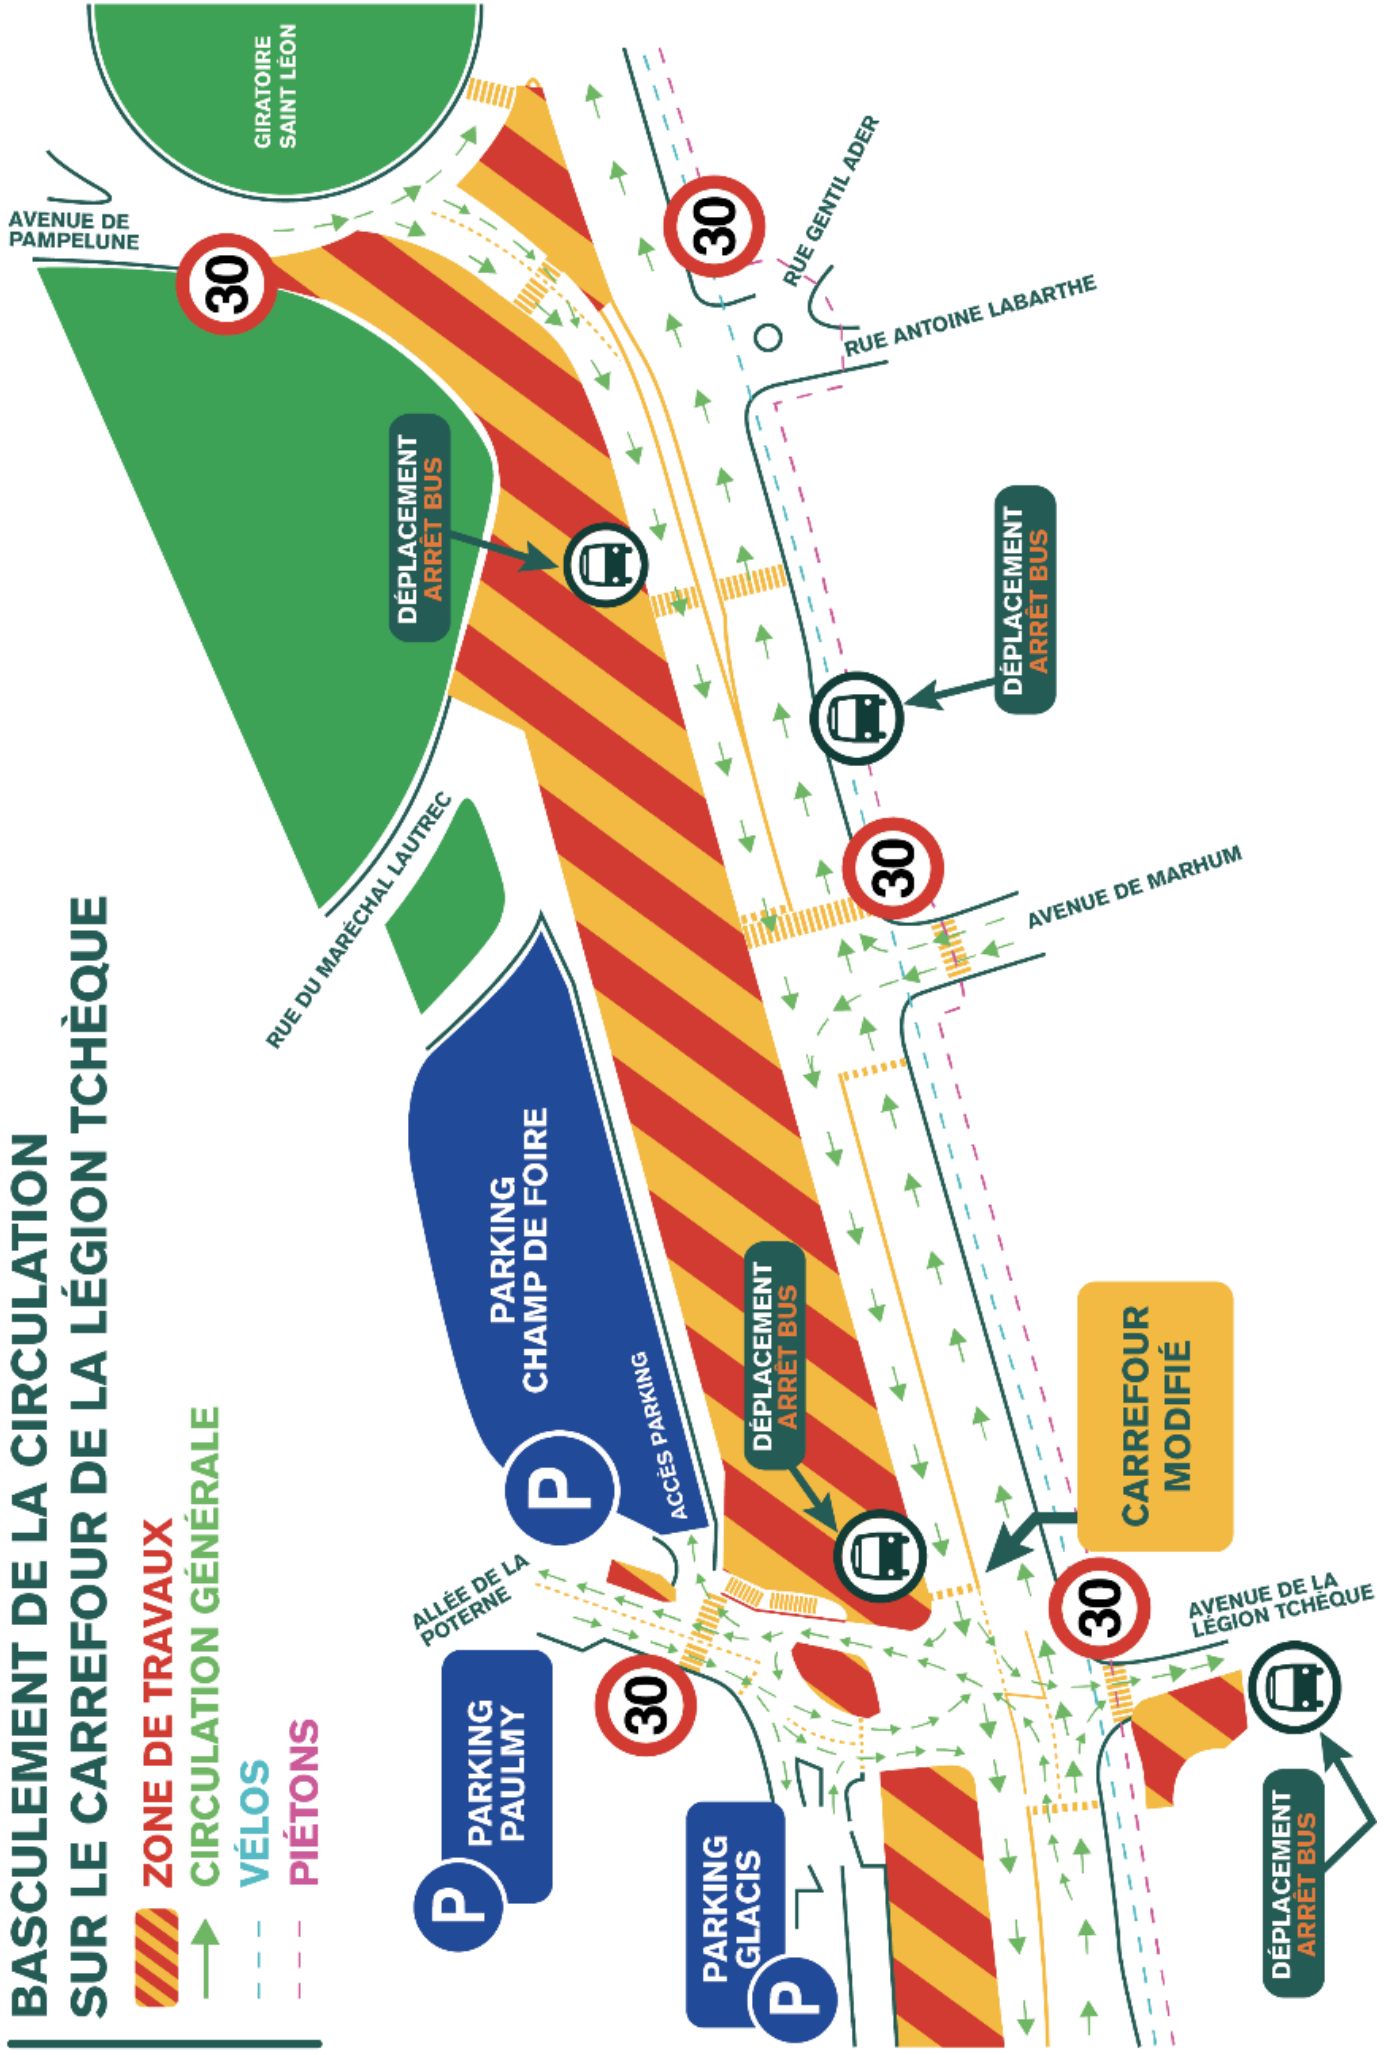 BASCULEMENT DE LA CIRCULATION
SUR LE CARREFOUR DE LA LÉGION TCHÈQUE
ZONE DE TRAVAUX
CIRCULATION GÉNÉRALE
VÉLOS
PIÉTONS
AVENUE DE
PAMPELUNE
GIRATOIRE
SAINT LÉON
30
RUE DU MARÉCHAL LAUTREC
DÉPLACEMENT
ARRÊT BUS
30
RUE GENTIL ADER
RUE ANTOINE LABARTHE
PARKING
CHAMP DE FOIRE
P
ACCÈS PARKING
ALLÉE DE LA
POTERNE
PARKING
PAULMY
P
30
PARKING
GLACIS
P
DÉPLACEMENT
ARRÊT BUS
30
AVENUE DE MARHUM
DÉPLACEMENT
ARRÊT BUS
CARREFOUR
MODIFIÉ
30
AVENUE DE LA
LÉGION TCHÈQUE
DÉPLACEMENT
ARRÊT BUS